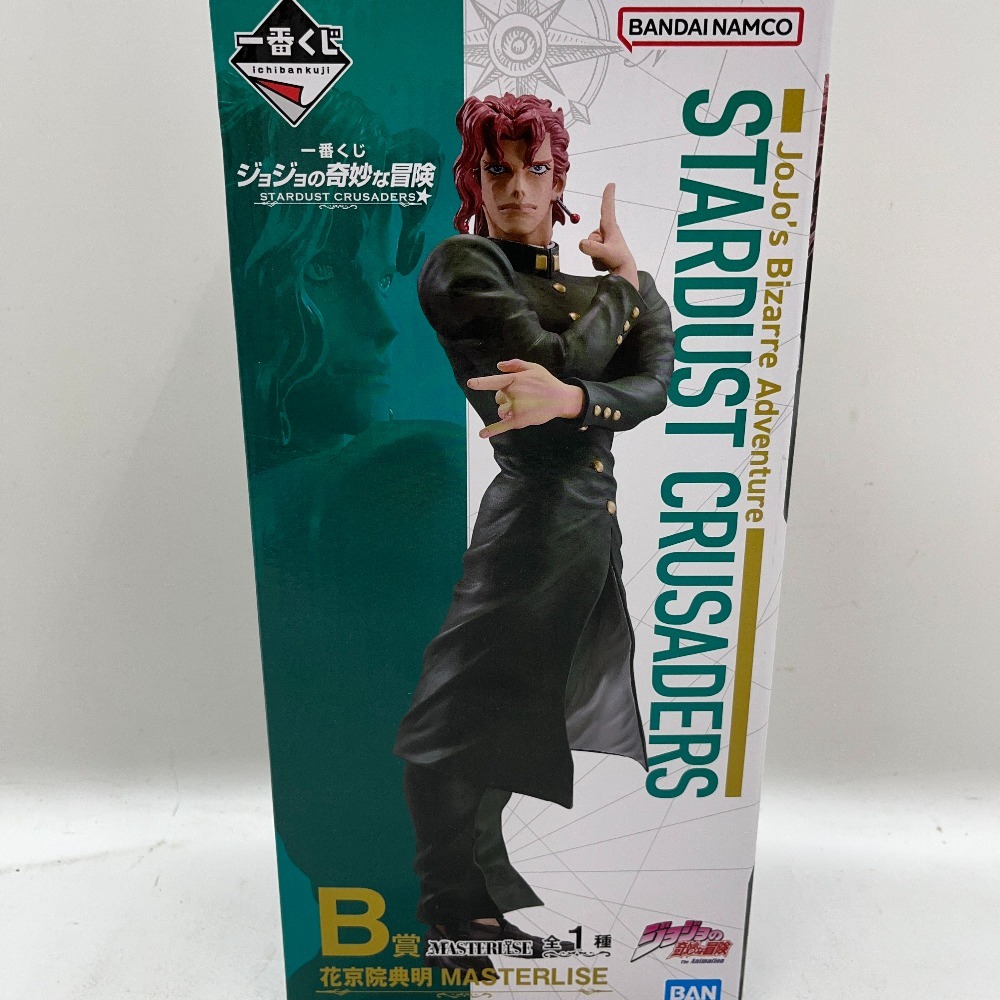 一番くじ
ichibankuji
一番くじ
ジョジョの奇妙な冒険
STARDUST CRUSADERS
BANDAI NAMCO
JoJo's Bizarre Adventure
STARDUST CRUSADERS
B賞 MASTERLISE 全1種
花京院典明 MASTERLISE
ジョジョの
奇妙な冒険
The Animation
BAN